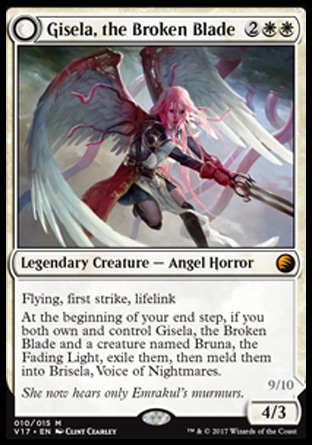 Gisela, the Broken Blade 2
Legendary Creature — Angel Horror
Flying, first strike, lifelink
At the beginning of your end step, if you
both own and control Gisela, the Broken
Blade and a creature named Bruna, the
Fading Light, exile them, then meld them
into Brisela, Voice of Nightmares.
She now hears only Emrakul's murmurs.
9/10
4/3
010/015 M
V17 • EN Clint Cearley
™ & © 2017 Wizards of the Coast